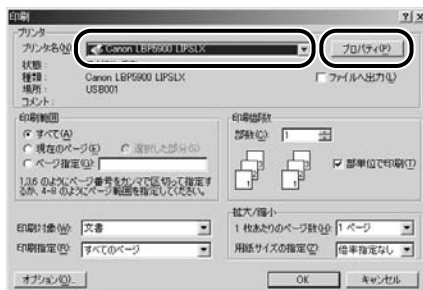 印刷
プリンタ
プリンタ名(N): Canon LBP5900 LIPSLX プロパティ(P)
状態:
種類: Canon LBP5900 LIPSLX ファイルへ出力(L)
場所: USB001
コメント:
印刷範囲
すべて(A)
現在のページ(E) 選択した部分(S)
ページ指定(G):
1,3,6 のようにページ番号をカンマで区切って指定す
るか、4-8 のようにページ範囲を指定してください。
印刷部数
部数(C): 1
部単位で印刷(T)
印刷対象(W): 文書
印刷指定(R): すべてのページ
拡大/縮小
1 枚あたりのページ数(H): 1 ページ
用紙サイズの指定(Z): 倍率指定なし
オプション(O)... OK キャンセル